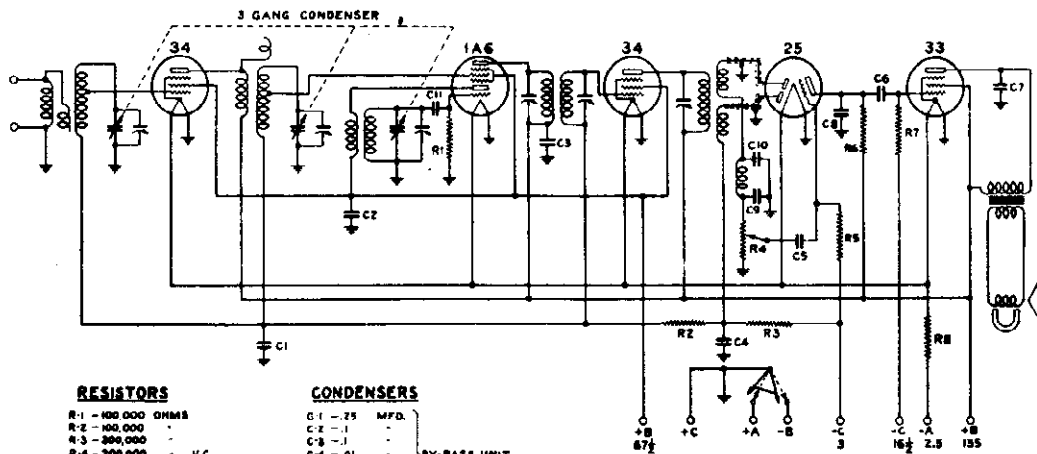 3 GANG CONDENSER
34
1A6
34
25
33
C11
C6
C7
C8
R1
C3
R6
R7
C10
C9
C2
R4
C5
R5
R2
R3
R8
C1
C4
RESISTORS
R-1 - 100,000 OHMS
R-2 - 100,000 "
R-3 -
CONDENSERS
C-1 - .25 MFD.
C-2 - .1 "
C-3 - .1 "
BY-PASS UNIT
+B
67½
+C
+A
-B
-C
3
-C
16½
-A
2.5
+B
135